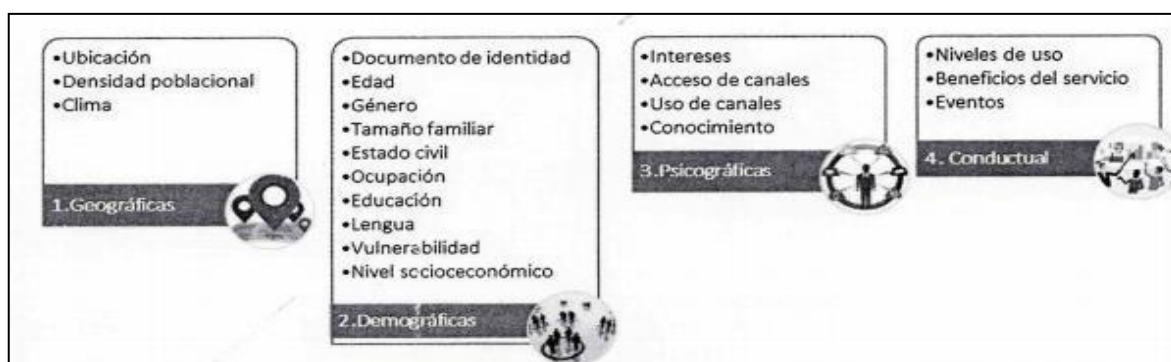 •Ubicación
•Densidad poblacional
•Clima
1.Geográficas
•Documento de identidad
•Edad
•Género
•Tamaño familiar
•Estado civil
•Ocupación
•Educación
•Lengua
•Vulnerabilidad
•Nivel socioeconómico
2.Demográficas
•Intereses
•Acceso de canales
•Uso de canales
•Conocimiento
3.Psicográficas
•Niveles de uso
•Beneficios del servicio
•Eventos
4. Conductual